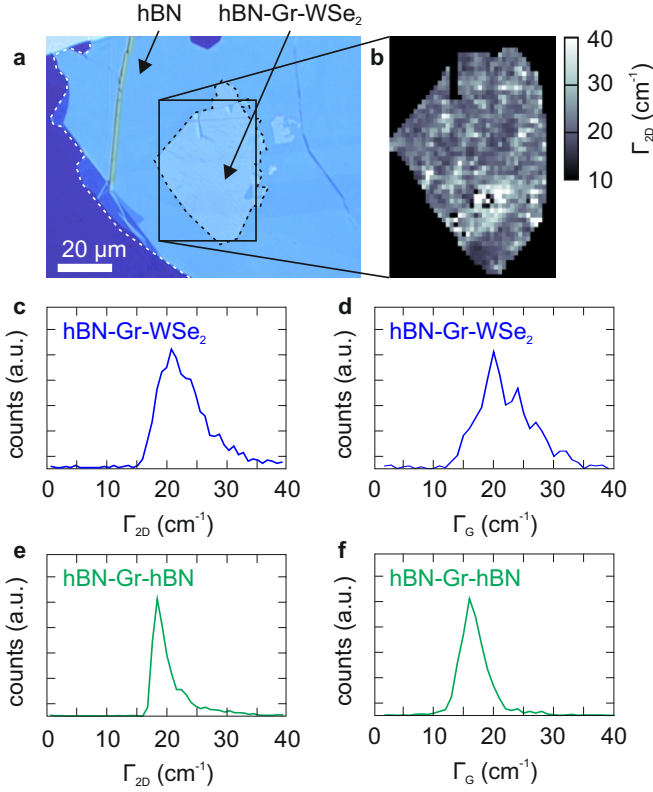 hBN
hBN-Gr-WSe₂
a
b
20 µm
40
30
20
10
Γ₂D (cm⁻¹)
c
hBN-Gr-WSe₂
counts (a.u.)
0 10 20 30 40
Γ₂D (cm⁻¹)
d
hBN-Gr-WSe₂
counts (a.u.)
0 10 20 30 40
ΓG (cm⁻¹)
e
hBN-Gr-hBN
counts (a.u.)
0 10 20 30 40
Γ₂D (cm⁻¹)
f
hBN-Gr-hBN
counts (a.u.)
0 10 20 30 40
ΓG (cm⁻¹)